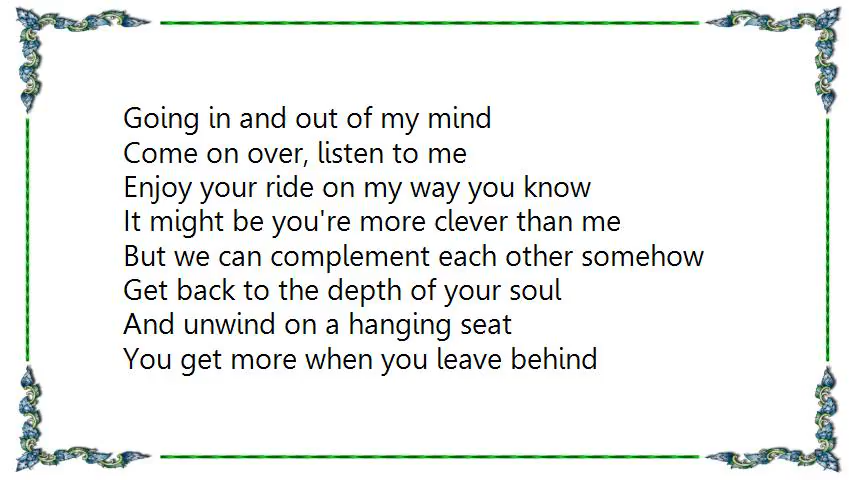 Going in and out of my mind
Come on over, listen to me
Enjoy your ride on my way you know
It might be you're more clever than me
But we can complement each other somehow
Get back to the depth of your soul
And unwind on a hanging seat
You get more when you leave behind